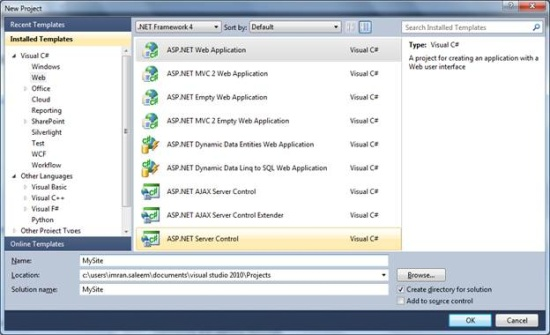 New Project
Recent Templates
Installed Templates
Visual C#
Windows
Web
Office
Cloud
Reporting
SharePoint
Silverlight
Test
WCF
Workflow
Other Languages
Visual Basic
Visual C++
Visual F#
Python
Other Project Types
Online Templates
.NET Framework 4 Sort by: Default
ASP.NET Web Application Visual C#
ASP.NET MVC 2 Web Application Visual C#
ASP.NET Empty Web Application Visual C#
ASP.NET MVC 2 Empty Web Application Visual C#
ASP.NET Dynamic Data Entities Web Application Visual C#
ASP.NET Dynamic Data Linq to SQL Web Application Visual C#
ASP.NET AJAX Server Control Visual C#
ASP.NET AJAX Server Control Extender Visual C#
ASP.NET Server Control Visual C#
Search Installed Templates
Type: Visual C#
A project for creating an application with a
Web user interface
Name: MySite
Location: c:\users\imran.saleem\documents\visual studio 2010\Projects Browse...
Solution name: MySite
Create directory for solution
Add to source control
OK Cancel